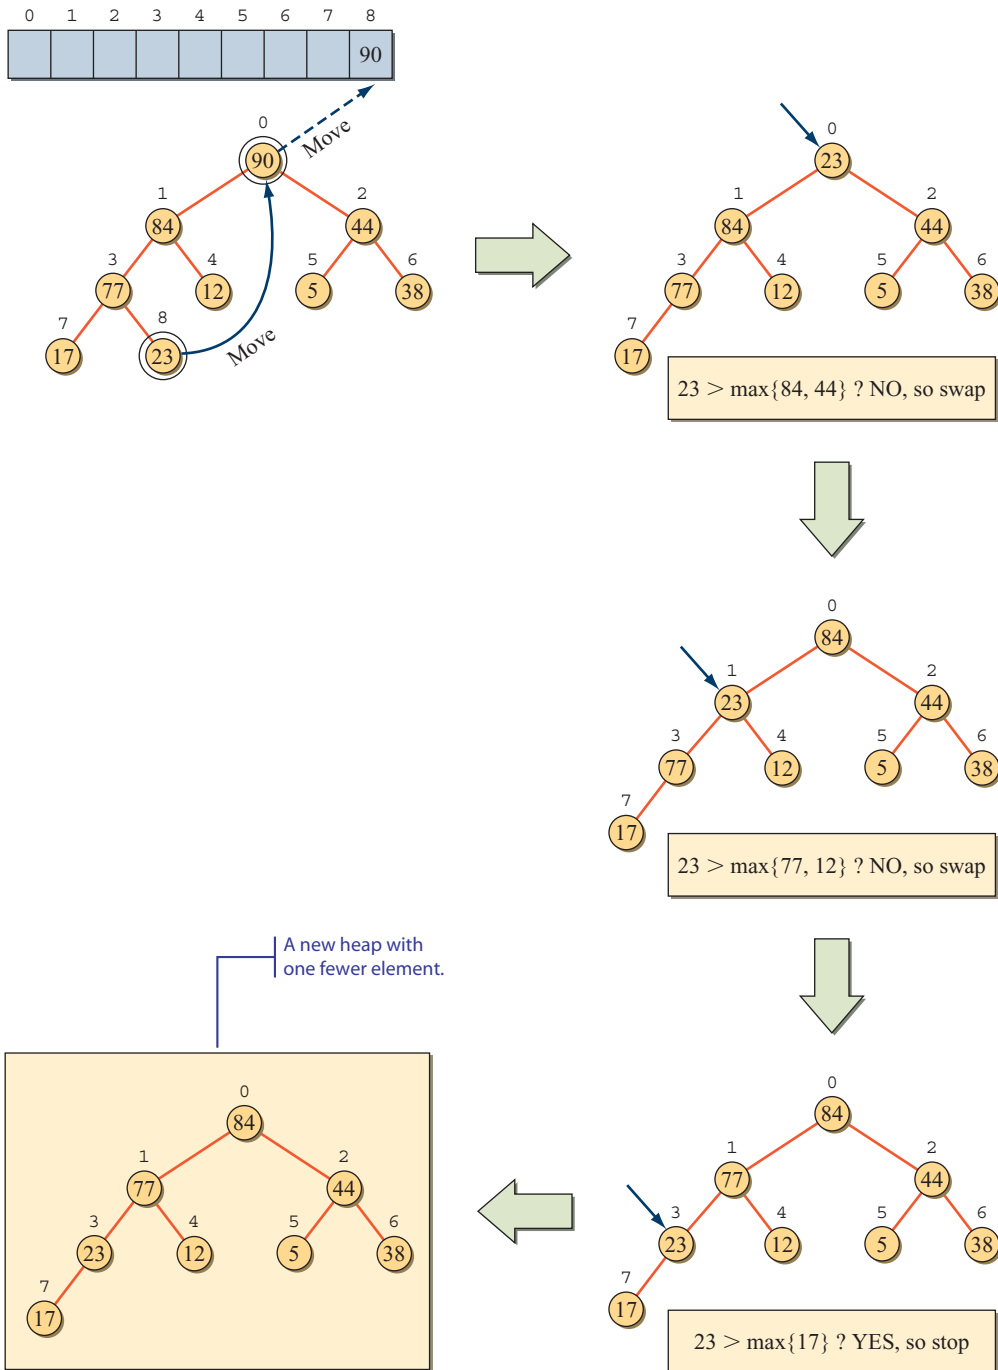 0 1 2 3 4 5 6 7 8
90
Move
0
90
1 2
84 44
3 4 5 6
77 12 5 38
7 8
17 23
Move
0
23
1 2
84 44
3 4 5 6
77 12 5 38
7
17
23 > max{84, 44} ? NO, so swap
0
84
1 2
23 44
3 4 5 6
77 12 5 38
7
17
23 > max{77, 12} ? NO, so swap
A new heap with
one fewer element.
0
84
1 2
77 44
3 4 5 6
23 12 5 38
7
17
23 > max{17} ? YES, so stop
0
84
1 2
77 44
3 4 5 6
23 12 5 38
7
17